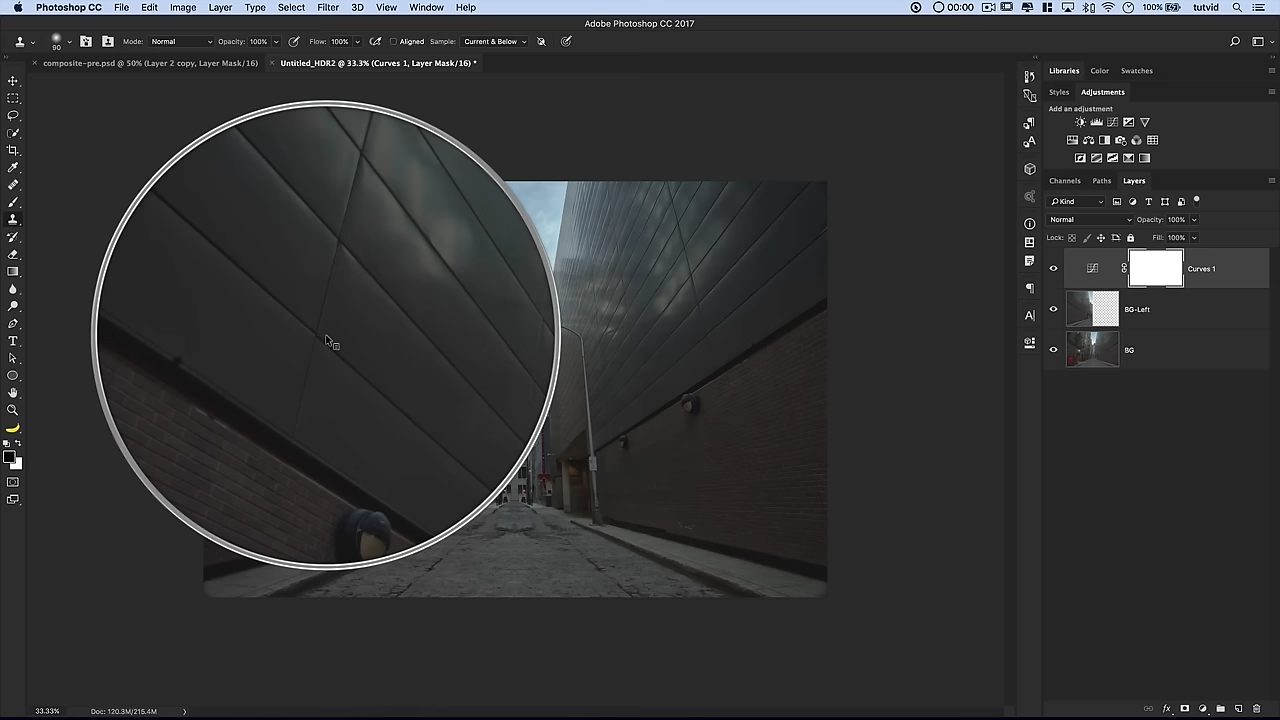 Photoshop CC File Edit Image Layer Type Select Filter 3D View Window Help 00:00 100% tutvid
Adobe Photoshop CC 2017
90 Mode: Normal Opacity: 100% Flow: 100% Aligned Sample: Current & Below
composite-pre.psd @ 50% (Layer 2 copy, Layer Mask/16) Untitled_HDR2 @ 33.3% (Curves 1, Layer Mask/16) *
Libraries Color Swatches
Styles Adjustments
Add an adjustment
Channels Paths Layers
Kind
Normal Opacity: 100%
Lock: Fill: 100%
Curves 1
BG-Left
BG
33.33% Doc: 120.3M/215.4M